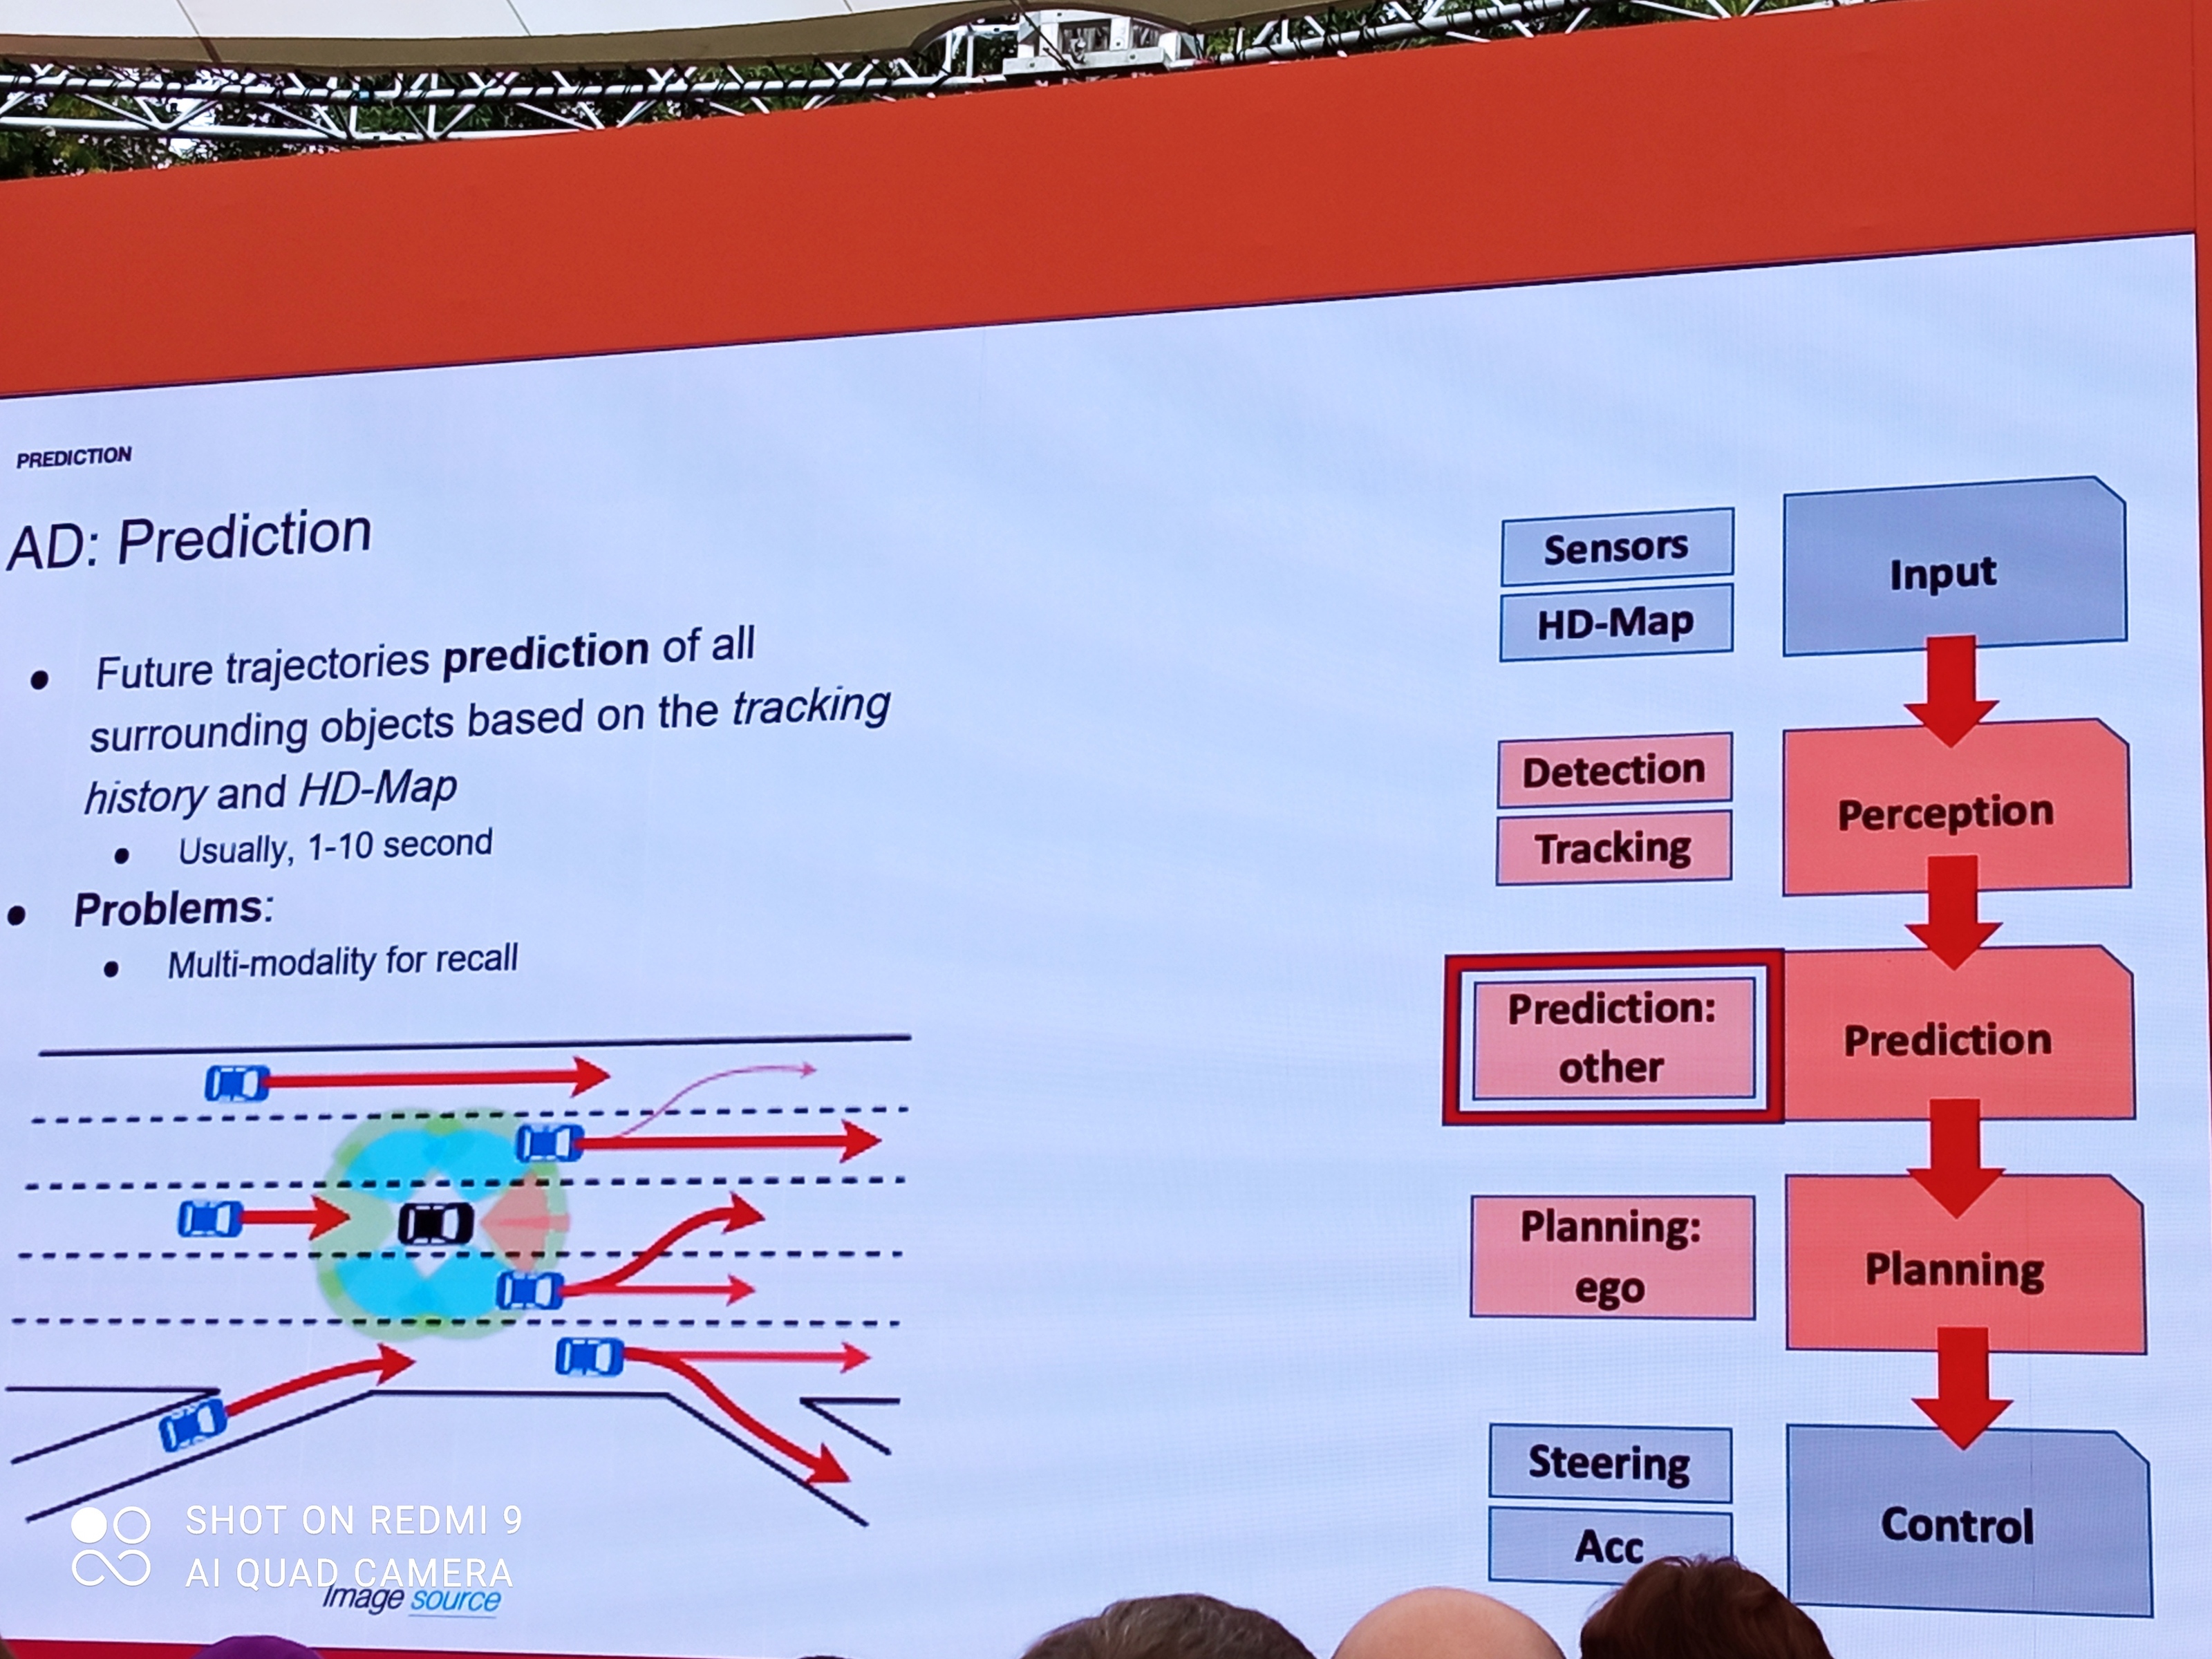 PREDICTION
AD: Prediction
• Future trajectories prediction of all
surrounding objects based on the tracking
history and HD-Map
• Usually, 1-10 second
• Problems:
• Multi-modality for recall
Image source
Sensors
HD-Map
Input
Detection
Tracking
Perception
Prediction:
other
Prediction
Planning:
ego
Planning
Steering
Acc
Control
SHOT ON REDMI 9
AI QUAD CAMERA